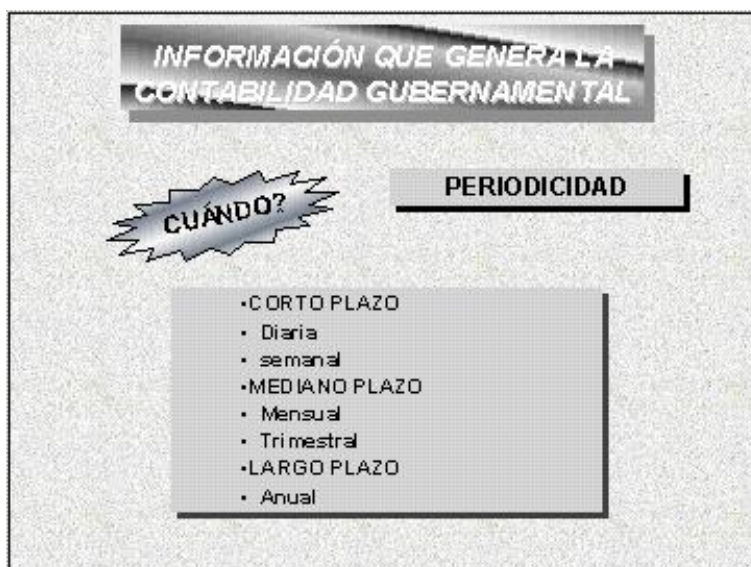 INFORMACIÓN QUE GENERA LA
CONTABILIDAD GUBERNAMENTAL
CUÁNDO?
PERIODICIDAD
•CORTO PLAZO
• Diaria
• semanal
•MEDIANO PLAZO
• Mensual
• Trimestral
•LARGO PLAZO
• Anual